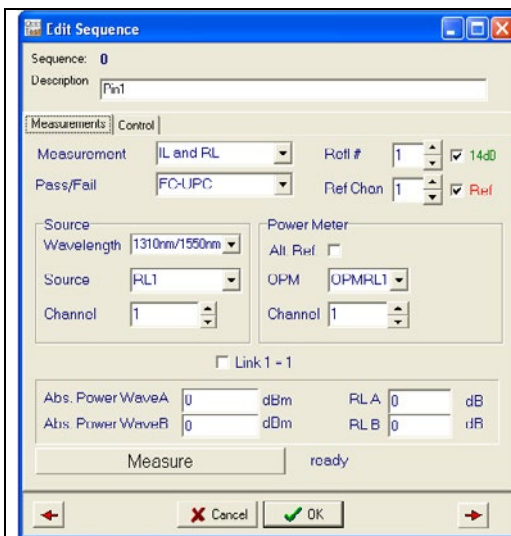 Edit Sequence
Sequence: 0
Description Pin1
Measurements Control
Measurement IL and RL Refl # 1 14dB
Pass/Fail FC-UPC Ref Chan 1 Ref
Source Power Meter
Wavelength 1310nm/1550nm Alt. Ref
Source RL1 OPM OPMRL1
Channel 1 Channel 1
Link 1 - 1
Abs. Power WaveA 0 dBm RL A 0 dB
Abs. Power WaveB 0 dBm RL B 0 dB
Measure ready
Cancel OK